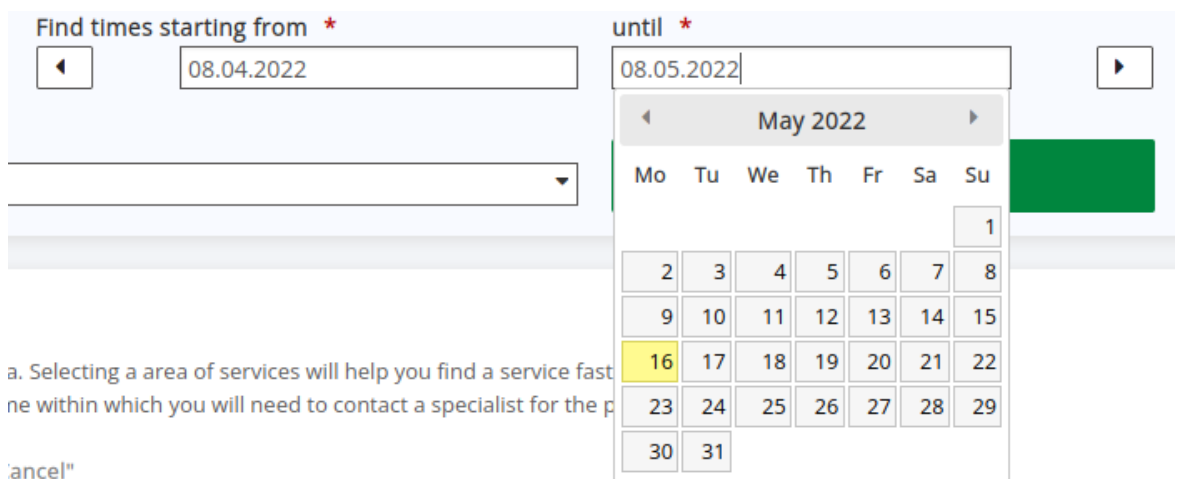 Find times starting from *
until *
08.04.2022
08.05.2022
May 2022
Mo Tu We Th Fr Sa Su
1
2 3 4 5 6 7 8
9 10 11 12 13 14 15
16 17 18 19 20 21 22
23 24 25 26 27 28 29
30 31
a. Selecting a area of services will help you find a service fast
ne within which you will need to contact a specialist for the p
Cancel"